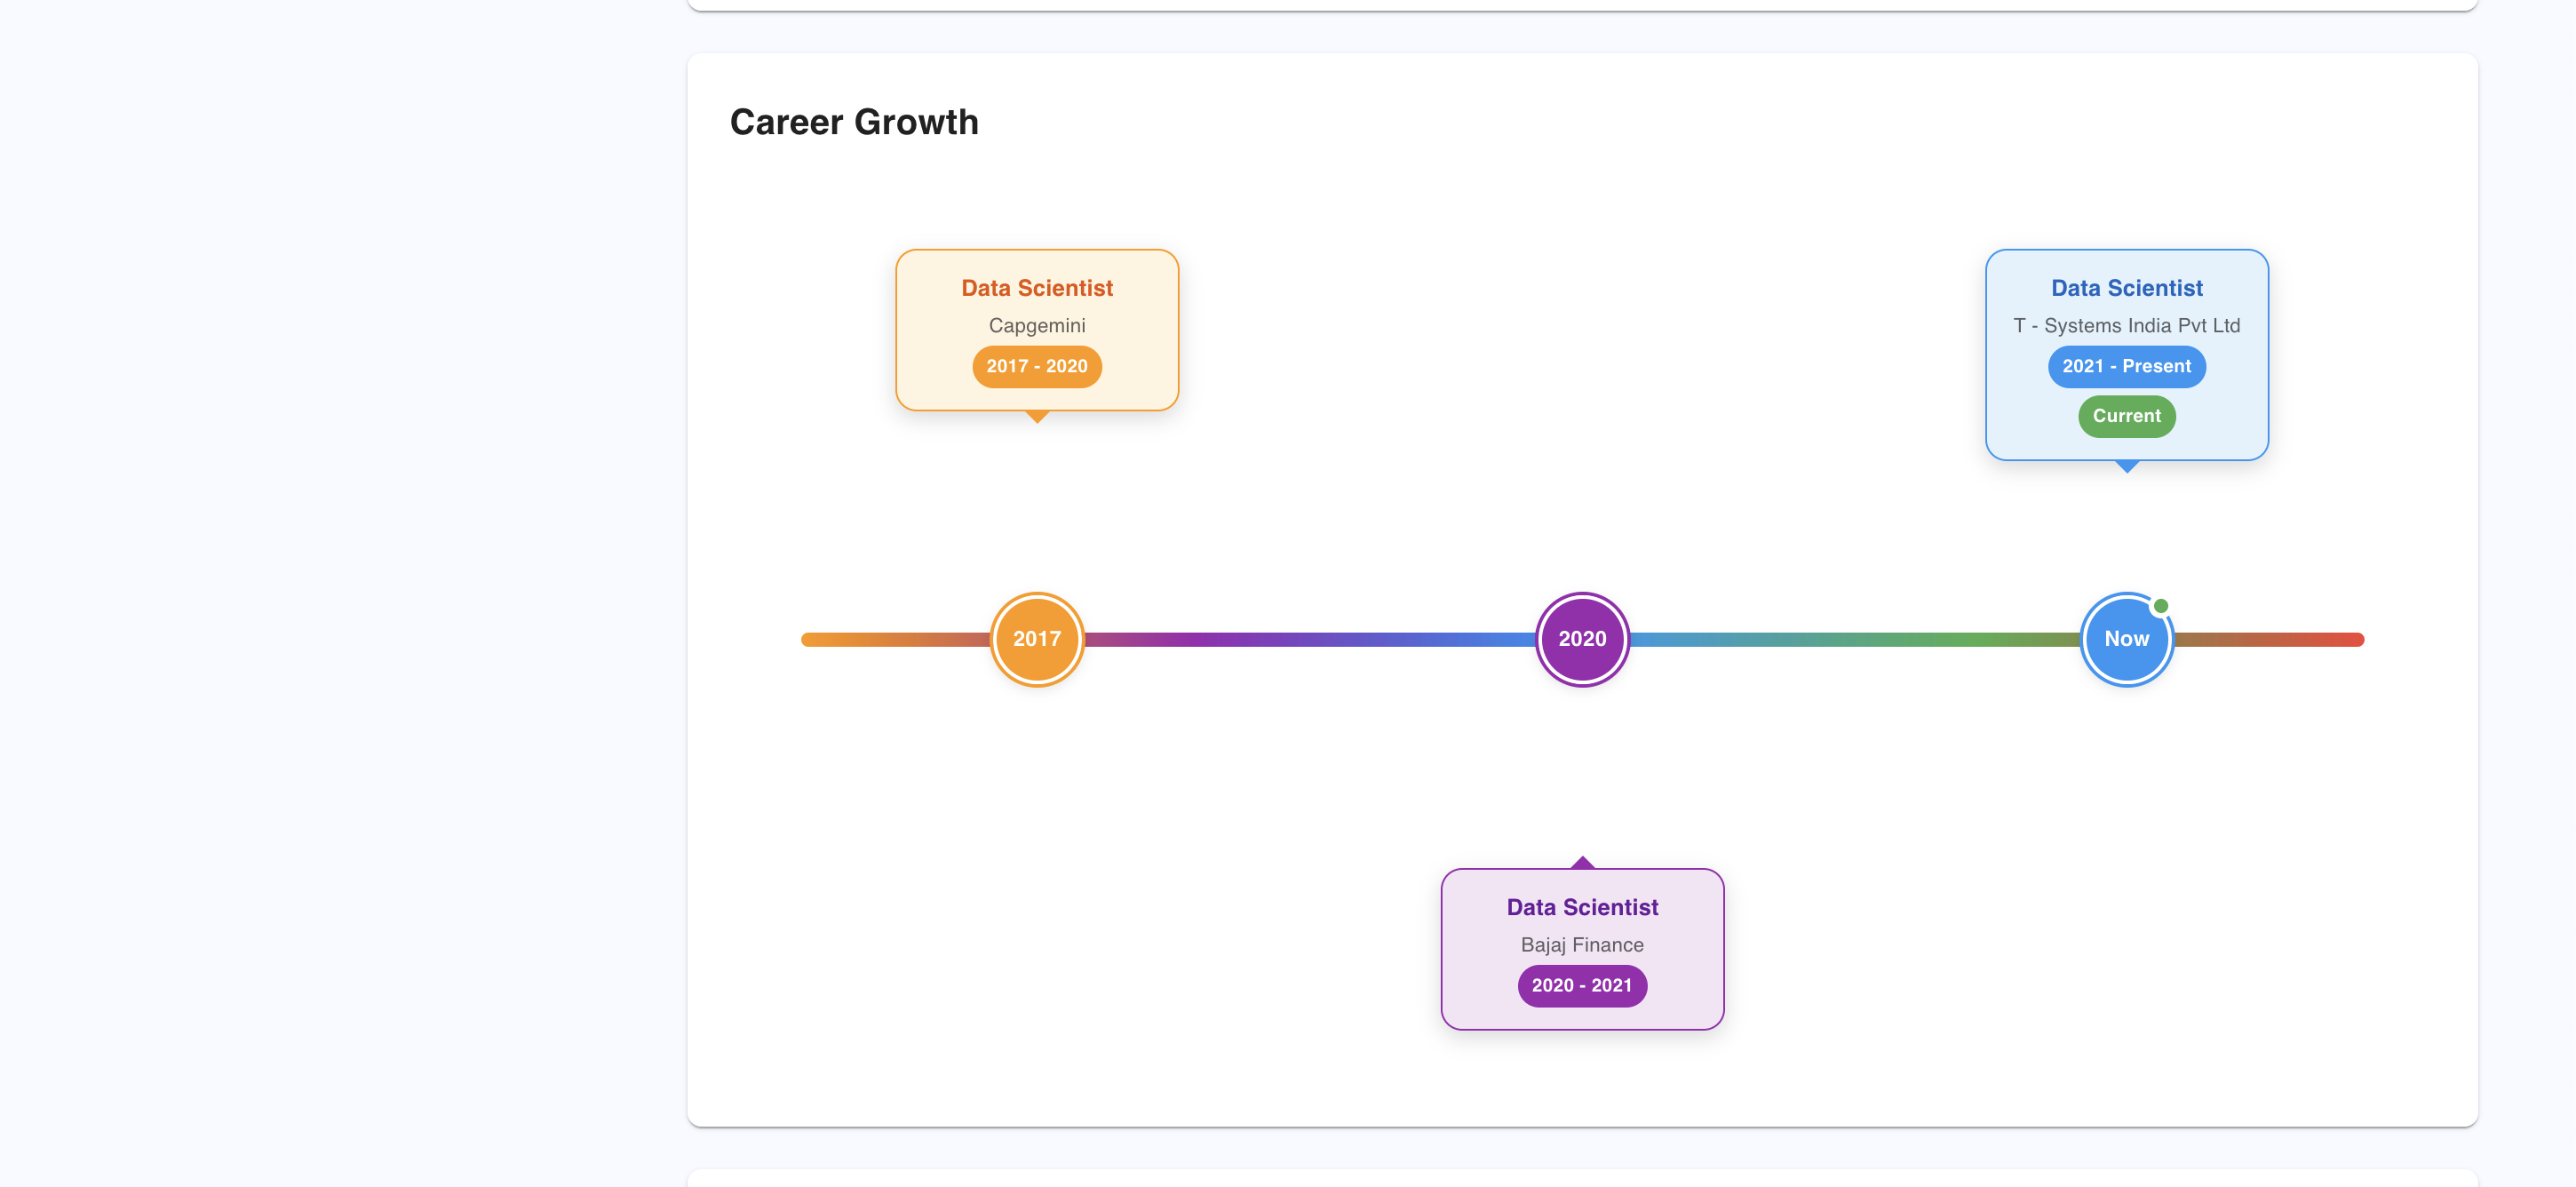 Career Growth
Data Scientist
Capgemini
2017 - 2020
Data Scientist
T - Systems India Pvt Ltd
2021 - Present
Current
2017
2020
Now
Data Scientist
Bajaj Finance
2020 - 2021